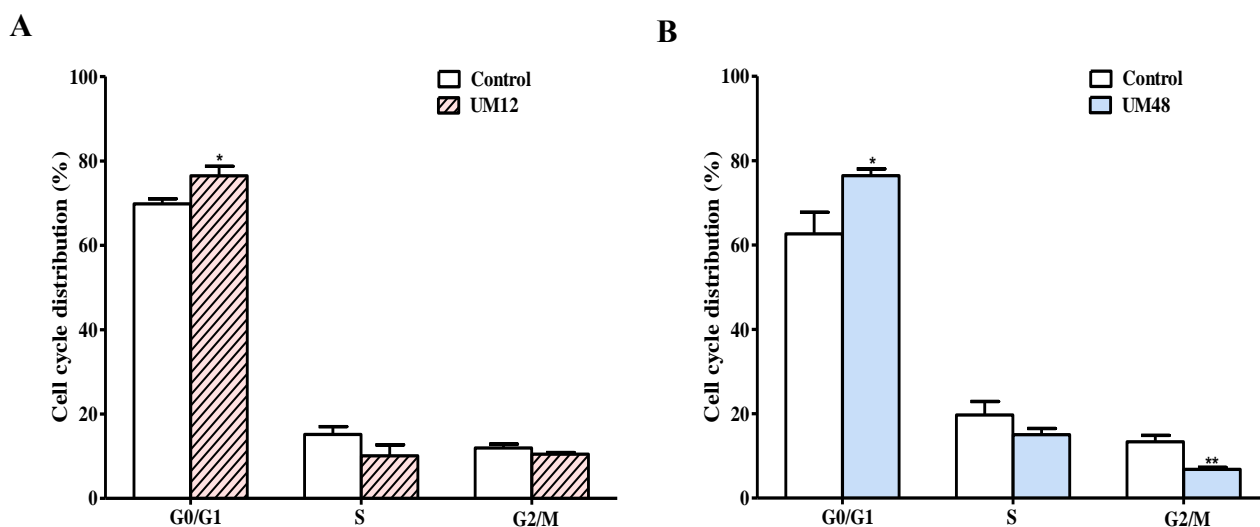 A
Cell cycle distribution (%)
100
80
60
40
20
0
Control
UM12
*
G0/G1
S
G2/M
B
Cell cycle distribution (%)
100
80
60
40
20
0
Control
UM48
*
**
G0/G1
S
G2/M